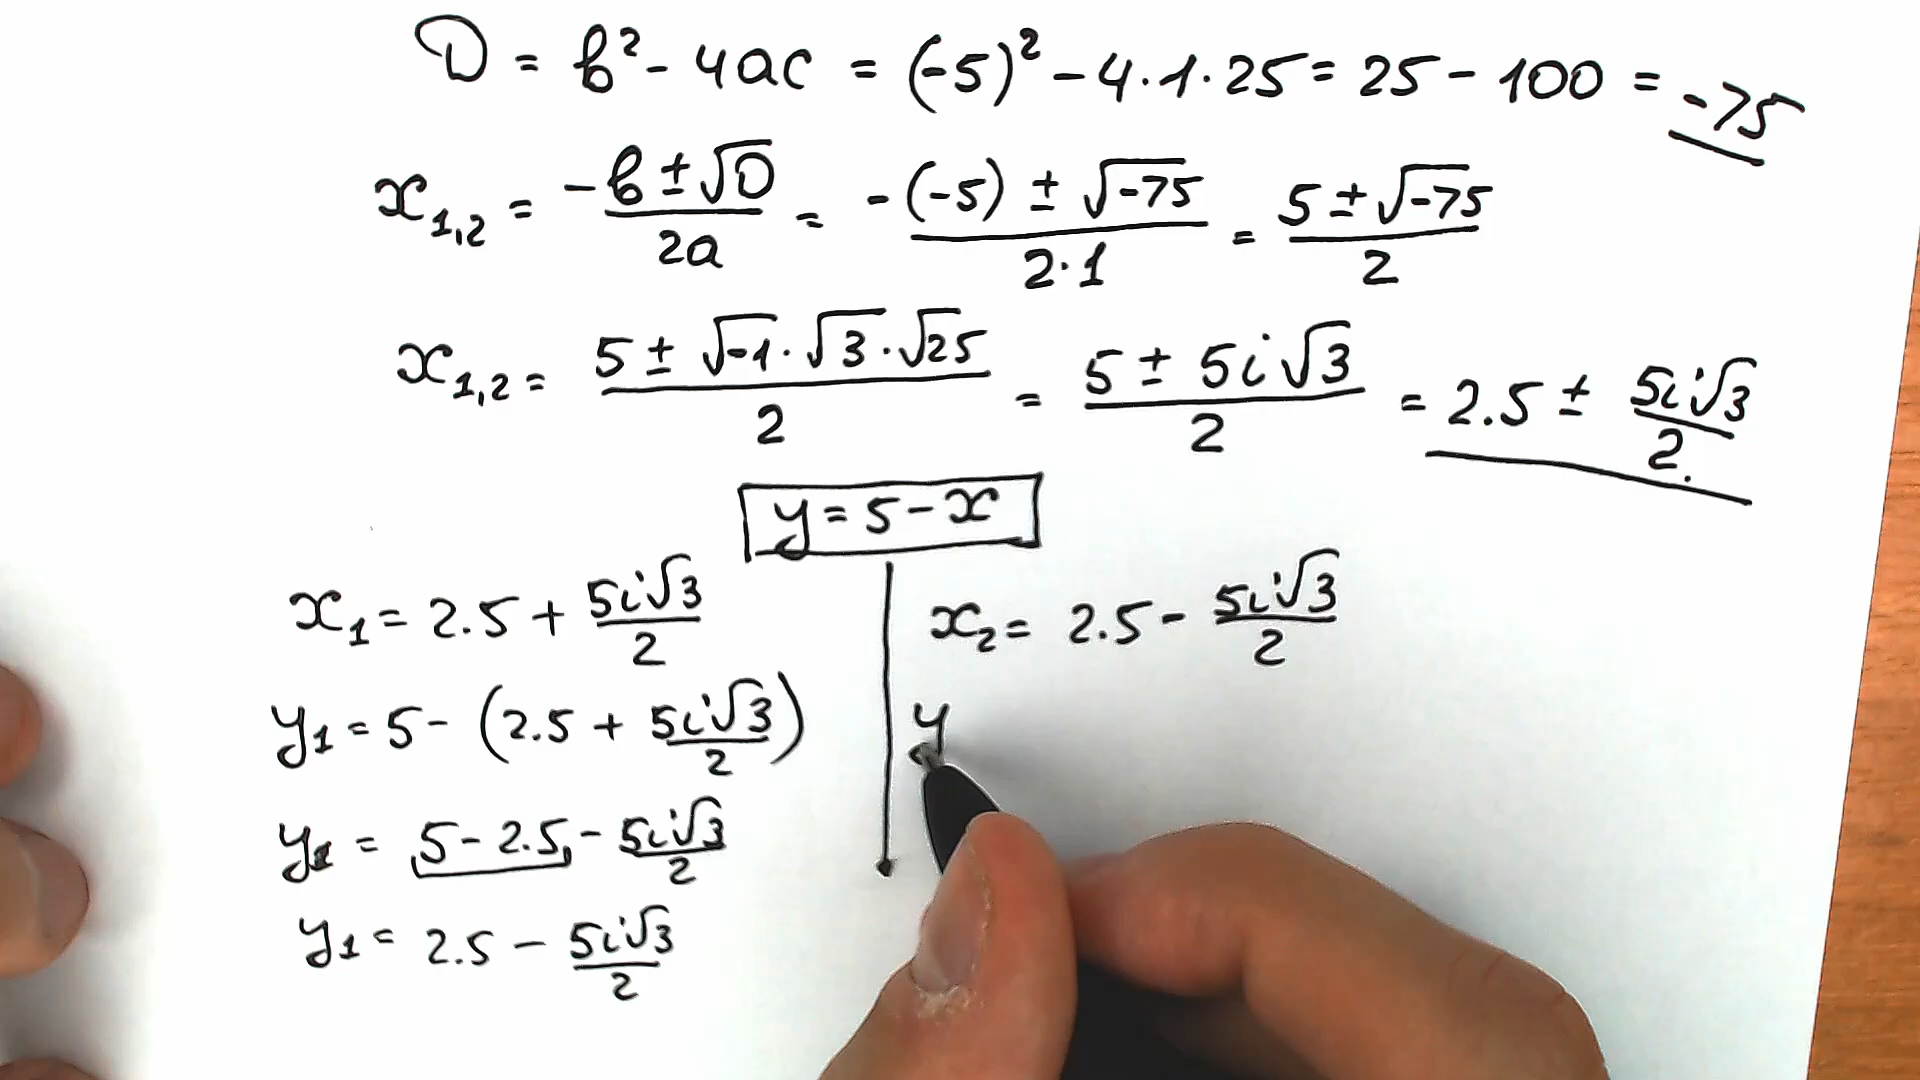 D = b² - 4ac = (-5)² - 4·1·25 = 25 - 100 = -75
x₁,₂ = (-b ± √D)/2a = (-(-5) ± √-75)/2·1 = (5 ± √-75)/2
x₁,₂ = (5 ± √-1·√3·√25)/2 = (5 ± 5i√3)/2 = 2.5 ± 5i√3/2.
y = 5 - x
x₁ = 2.5 + 5i√3/2
y₁ = 5 - (2.5 + 5i√3/2)
y₁ = 5 - 2.5 - 5i√3/2
y₁ = 2.5 - 5i√3/2
x₂ = 2.5 - 5i√3/2
y